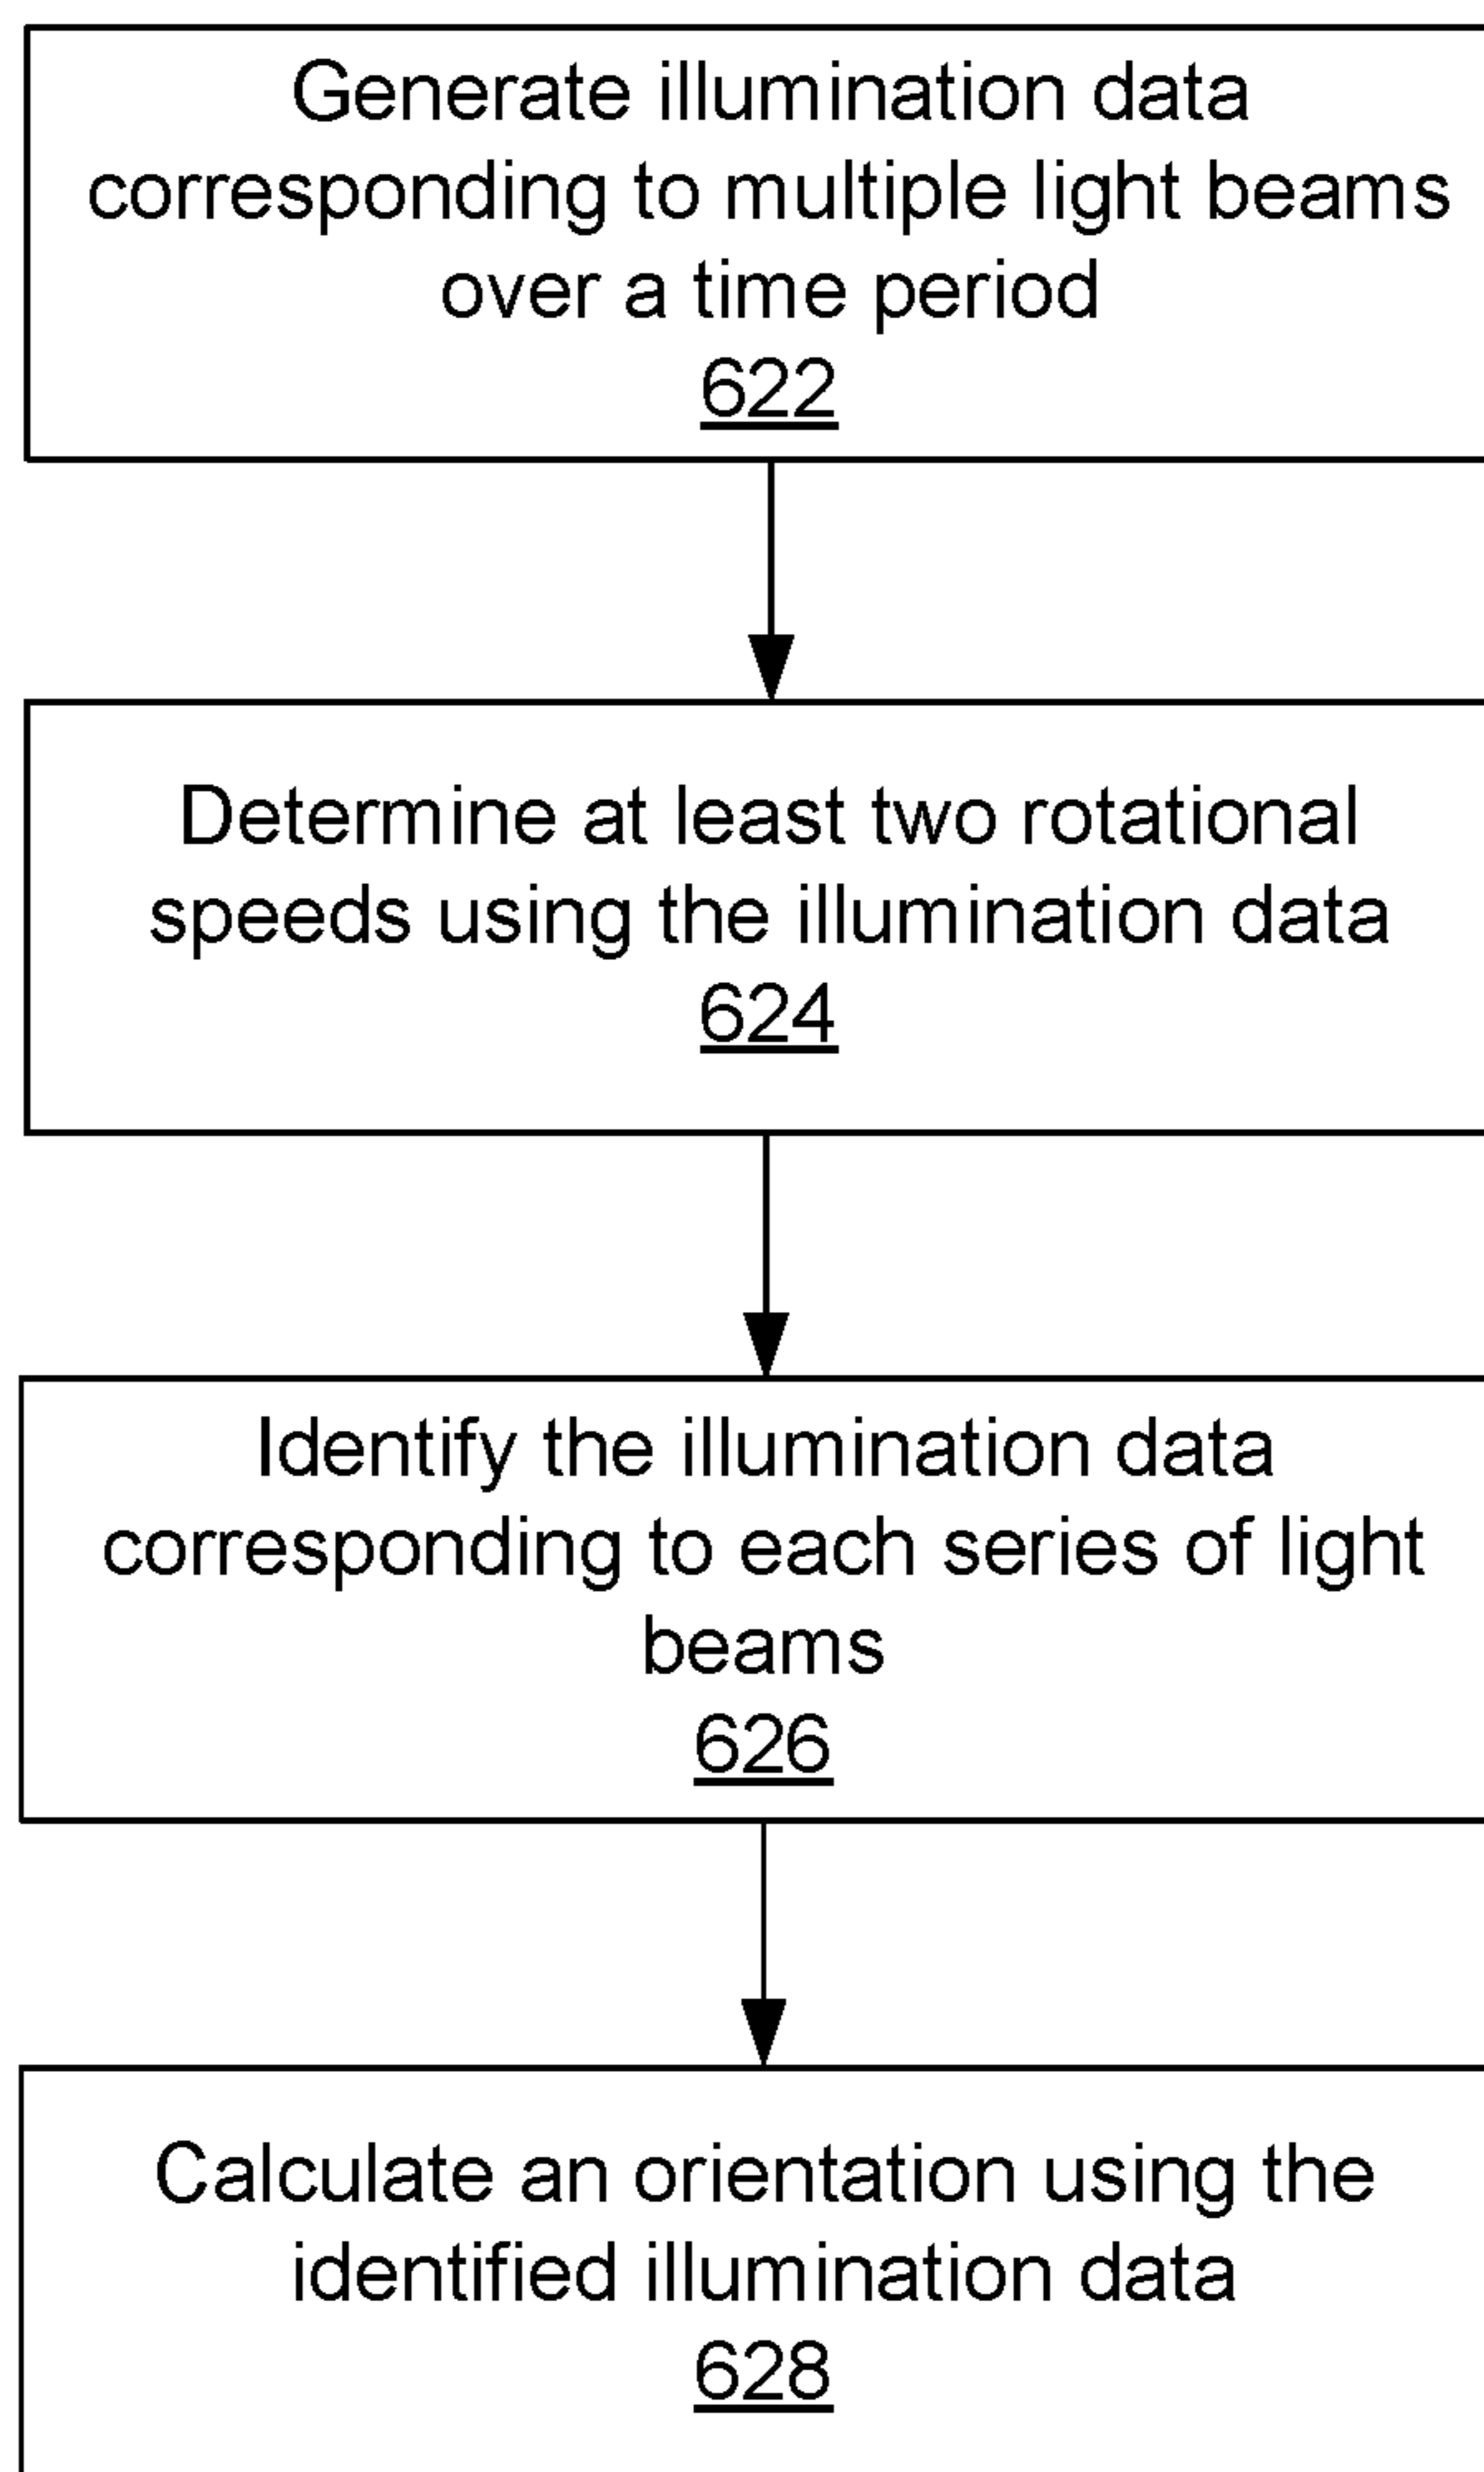 Generate illumination data
corresponding to multiple light beams
over a time period
622
Determine at least two rotational
speeds using the illumination data
624
Identify the illumination data
corresponding to each series of light
beams
626
Calculate an orientation using the
identified illumination data
628